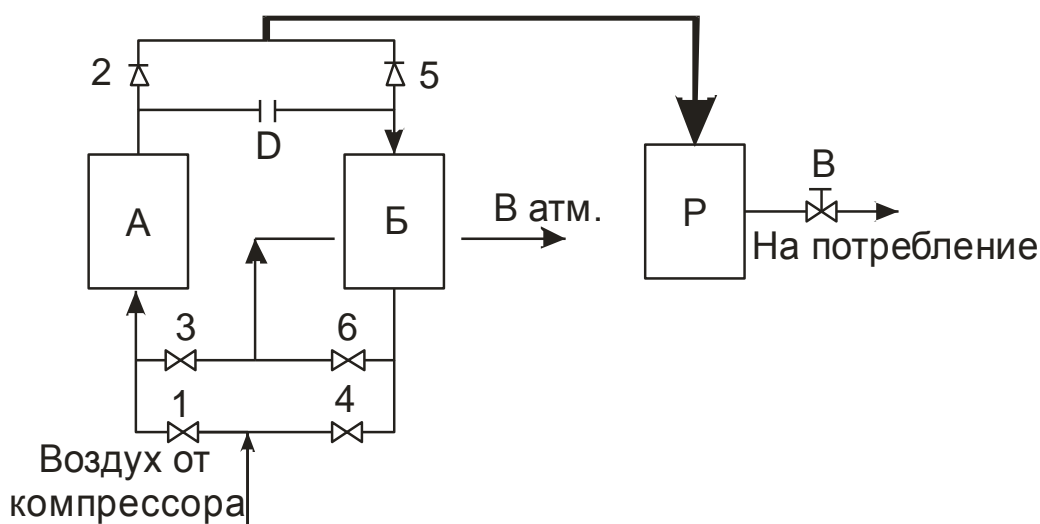 2
5
D
А
Б
В атм.
Р
В
На потребление
3
6
1
4
Воздух от
компрессора